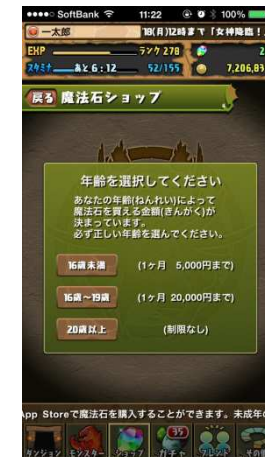 SoftBank 11:22 100%
一太郎 18(月)12時まで「女神降臨!
EXP ランク 278 2
スタミナ あと 6:12 52/155 7,206,8
戻る 魔法石ショップ
年齢を選択してください
あなたの年齢(ねんれい)によって
魔法石を買える金額(きんがく)が
決まっています。
必ず正しい年齢を選んでください。
16歳未満 (1ヶ月 5,000円まで)
16歳〜19歳 (1ヶ月 20,000円まで)
20歳以上 (制限なし)
App Storeで魔法石を購入することができます。未成年の
35
ダンジョン モンスター ショップ ガチャ フレンド その他